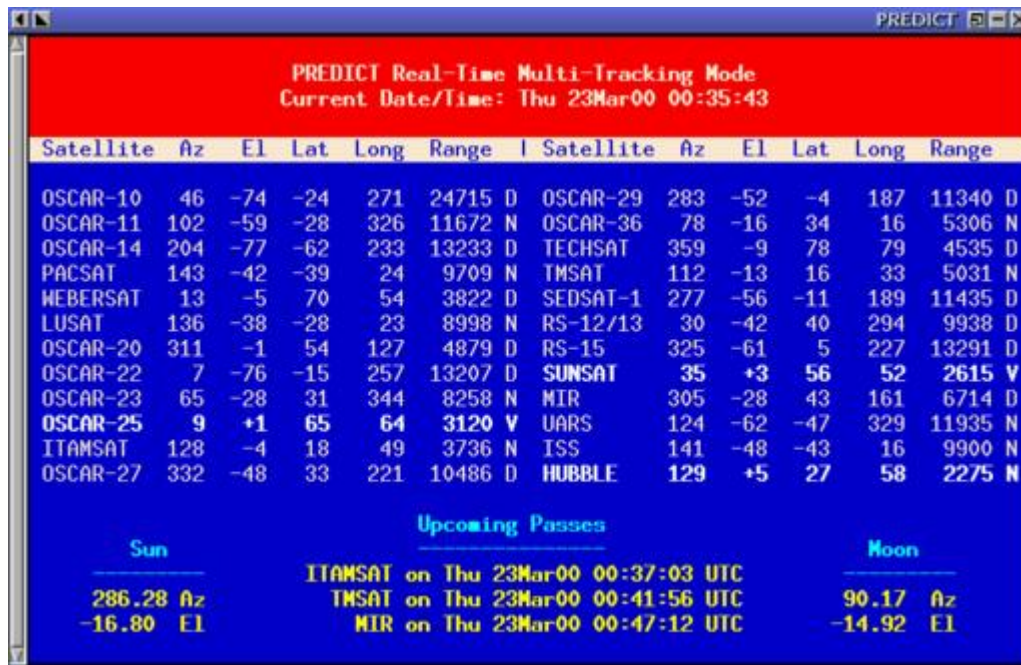 PREDICT
PREDICT Real-Time Multi-Tracking Mode
Current Date/Time: Thu 23Mar00 00:35:43
Satellite Az El Lat Long Range | Satellite Az El Lat Long Range
OSCAR-10 46 -74 -24 271 24715 D OSCAR-29 283 -52 -4 187 11340 D
OSCAR-11 102 -59 -28 326 11672 N OSCAR-36 78 -16 34 16 5306 N
OSCAR-14 204 -77 -62 233 13233 D TECHSAT 359 -9 78 79 4535 D
PACSAT 143 -42 -39 24 9709 N TMSAT 112 -13 16 33 5031 N
WEBERSAT 13 -5 70 54 3822 D SEDSAT-1 277 -56 -11 189 11435 D
LUSAT 136 -38 -28 23 8998 N RS-12/13 30 -42 40 294 9938 D
OSCAR-20 311 -1 54 127 4879 D RS-15 325 -61 5 227 13291 D
OSCAR-22 7 -76 -15 257 13207 D SUNSAT 35 +3 56 52 2615 V
OSCAR-23 65 -28 31 344 8258 N MIR 305 -28 43 161 6714 D
OSCAR-25 9 +1 65 64 3120 V UARS 124 -62 -47 329 11935 N
ITAMSAT 128 -4 18 49 3736 N ISS 141 -48 -43 16 9900 N
OSCAR-27 332 -48 33 221 10486 D HUBBLE 129 +5 27 58 2275 N
Upcoming Passes
Sun Moon
ITAMSAT on Thu 23Mar00 00:37:03 UTC
286.28 Az TMSAT on Thu 23Mar00 00:41:56 UTC 90.17 Az
-16.80 El MIR on Thu 23Mar00 00:47:12 UTC -14.92 El